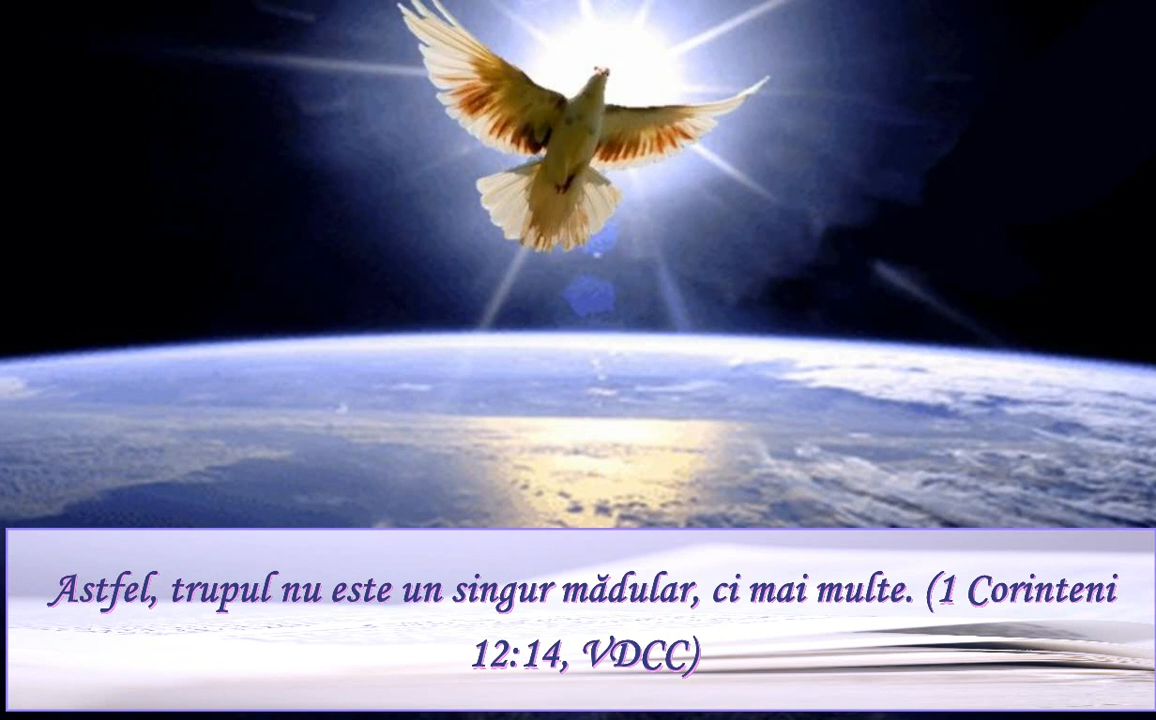 Astfel, trupul nu este un singur mădular, ci mai multe. (1 Corinteni
12:14, VDCC)